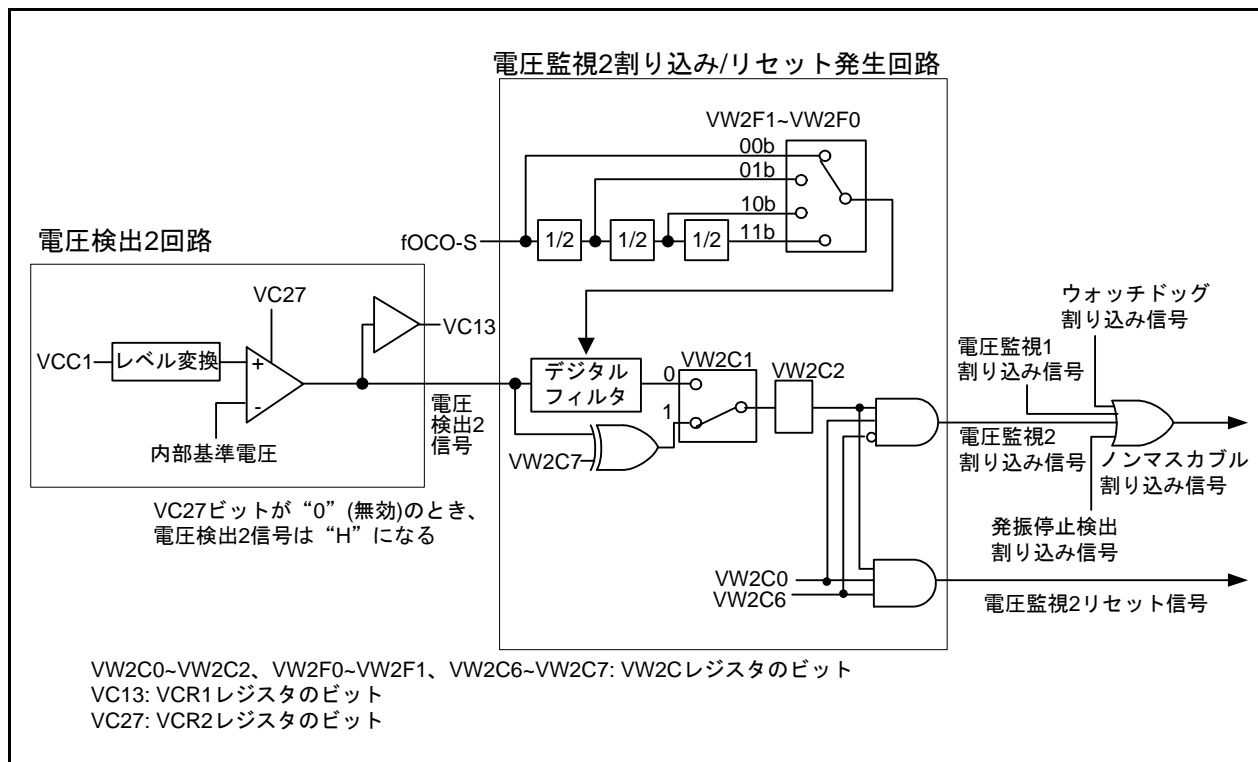 電圧監視2割り込み/リセット発生回路
VW2F1~VW2F0
00b
01b
10b
11b
fOCO-S
1/2
1/2
1/2
電圧検出2回路
VC27
VC13
VCC1
レベル変換
+
-
内部基準電圧
電圧
検出2
信号
デジタル
フィルタ
VW2C7
VW2C1
0
1
VW2C2
ウォッチドッグ
割り込み信号
電圧監視1
割り込み信号
電圧監視2
割り込み信号
ノンマスカブル
割り込み信号
発振停止検出
割り込み信号
VC27ビットが“0”(無効)のとき、
電圧検出2信号は“H”になる
VW2C0
VW2C6
電圧監視2リセット信号
VW2C0~VW2C2、VW2F0~VW2F1、VW2C6~VW2C7: VW2Cレジスタのビット
VC13: VCR1レジスタのビット
VC27: VCR2レジスタのビット